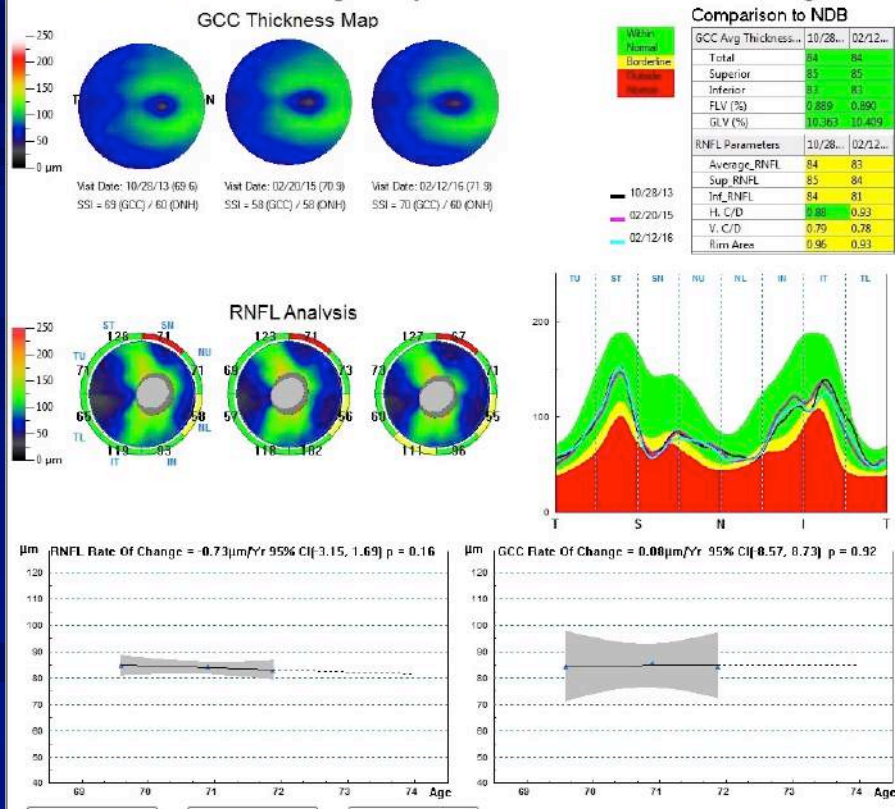 GCC Thickness Map
250
200
150
100
50
0 µm
T
N
Visit Date: 10/28/13 (69.6)
SSI = 69 (GCC) / 60 (ONH)
Visit Date: 02/20/15 (70.9)
SSI = 58 (GCC) / 58 (ONH)
Visit Date: 02/12/16 (71.9)
SSI = 70 (GCC) / 60 (ONH)
Comparison to NDB
Within
Normal
Borderline
Outside
Normal
GCC Avg Thickness... 10/28... 02/12...
Total 84 84
Superior 85 85
Inferior 83 83
FLV (%) 0.889 0.890
GLV (%) 10.363 10.409
RNFL Parameters 10/28... 02/12...
Average_RNFL 84 83
Sup_RNFL 85 84
Inf_RNFL 84 81
H. C/D 0.88 0.93
V. C/D 0.79 0.78
Rim Area 0.96 0.93
10/28/13
02/20/15
02/12/16
RNFL Analysis
250
200
150
100
50
0 µm
ST SN
128 71
TU NU
71 71
65 58
TL NL
119 93
IT IN
123 71
69 73
57 56
118 82
127 67
73 71
55
111 96
TU ST SN NU NL IN IT TL
200
100
0
T S N I T
µm RNFL Rate Of Change = -0.73µm/Yr 95% CI(-3.15, 1.69) p = 0.16
120
110
100
90
80
70
60
50
40
69 70 71 72 73 74 Age
µm GCC Rate Of Change = 0.08µm/Yr 95% CI(-8.57, 8.73) p = 0.92
120
110
100
90
80
70
60
50
40
69 70 71 72 73 74 Age